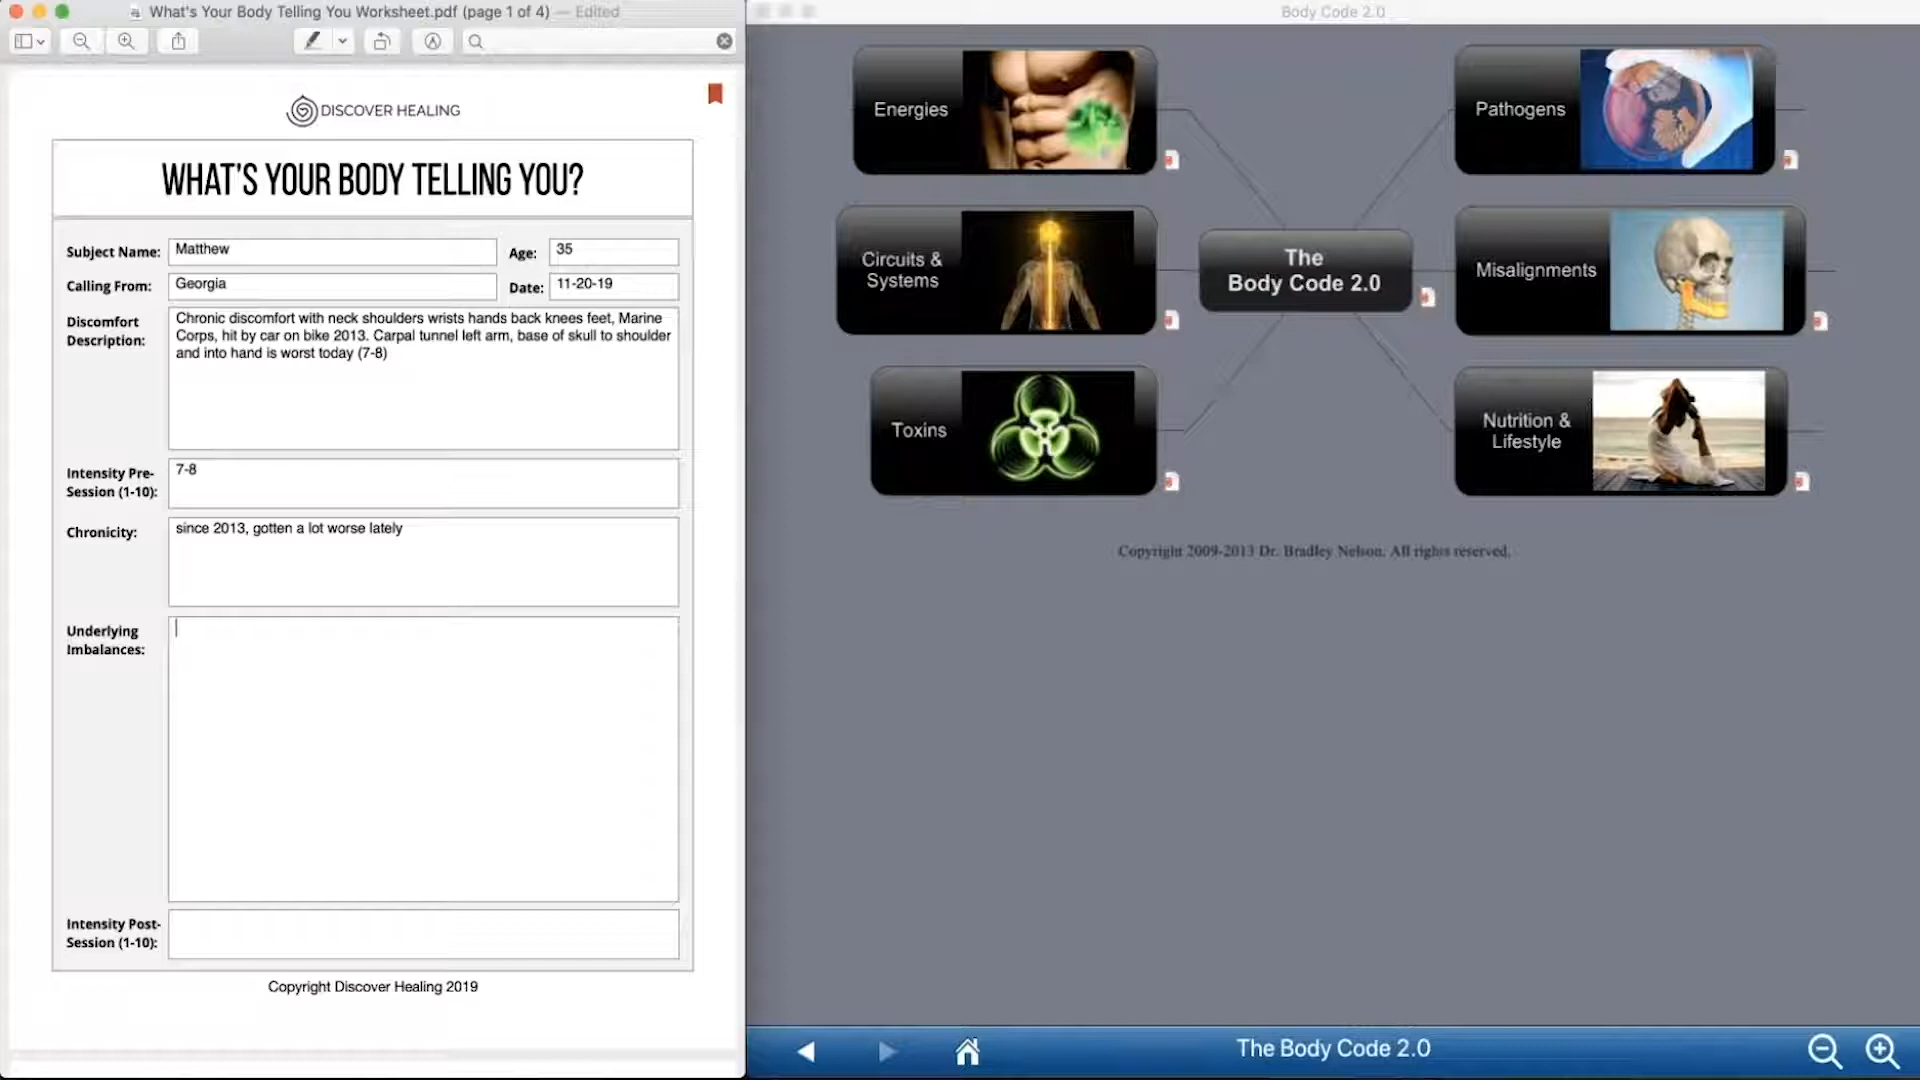 What's Your Body Telling You Worksheet.pdf (page 1 of 4) — Edited
DISCOVER HEALING
WHAT'S YOUR BODY TELLING YOU?
Subject Name: Matthew Age: 35
Calling From: Georgia Date: 11-20-19
Discomfort Description:
Chronic discomfort with neck shoulders wrists hands back knees feet, Marine
Corps, hit by car on bike 2013. Carpal tunnel left arm, base of skull to shoulder
and into hand is worst today (7-8)
Intensity Pre-
Session (1-10): 7-8
Chronicity: since 2013, gotten a lot worse lately
Underlying
Imbalances:
Intensity Post-
Session (1-10):
Copyright Discover Healing 2019
Body Code 2.0
Energies
Circuits &
Systems
Toxins
The
Body Code 2.0
Pathogens
Misalignments
Nutrition &
Lifestyle
Copyright 2009-2013 Dr. Bradley Nelson. All rights reserved.
The Body Code 2.0